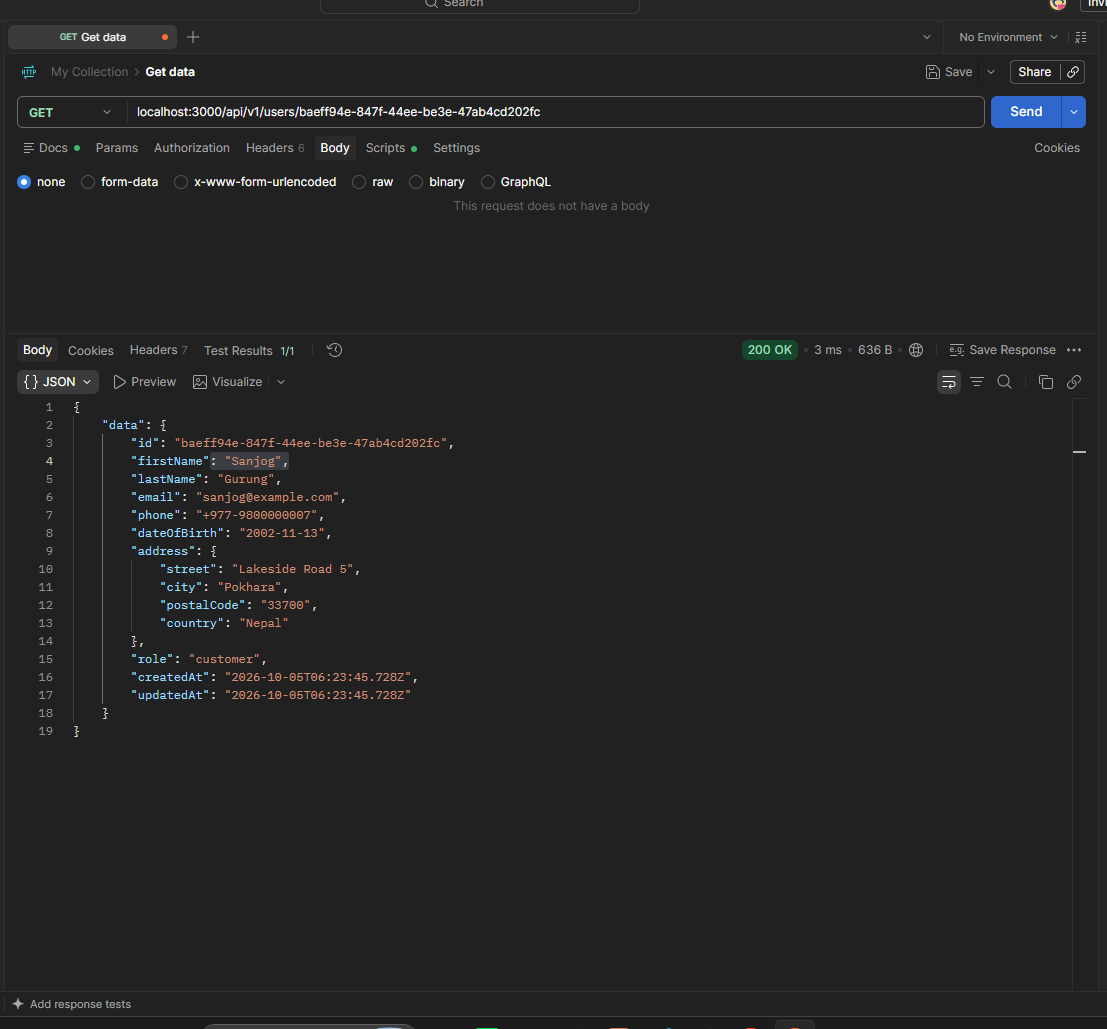 Search
Invi
GET Get data
No Environment
HTTP My Collection > Get data
Save
Share
GET localhost:3000/api/v1/users/baeff94e-847f-44ee-be3e-47ab4cd202fc
Send
Docs Params Authorization Headers 6 Body Scripts Settings
Cookies
none form-data x-www-form-urlencoded raw binary GraphQL
This request does not have a body
Body Cookies Headers 7 Test Results 1/1
200 OK • 3 ms • 636 B •
e.g. Save Response •••
{} JSON Preview Visualize
1 {
2 "data": {
3 "id": "baeff94e-847f-44ee-be3e-47ab4cd202fc",
4 "firstName": "Sanjog",
5 "lastName": "Gurung",
6 "email": "sanjog@example.com",
7 "phone": "+977-9800000007",
8 "dateOfBirth": "2002-11-13",
9 "address": {
10 "street": "Lakeside Road 5",
11 "city": "Pokhara",
12 "postalCode": "33700",
13 "country": "Nepal"
14 },
15 "role": "customer",
16 "createdAt": "2026-10-05T06:23:45.728Z",
17 "updatedAt": "2026-10-05T06:23:45.728Z"
18 }
19 }
Add response tests